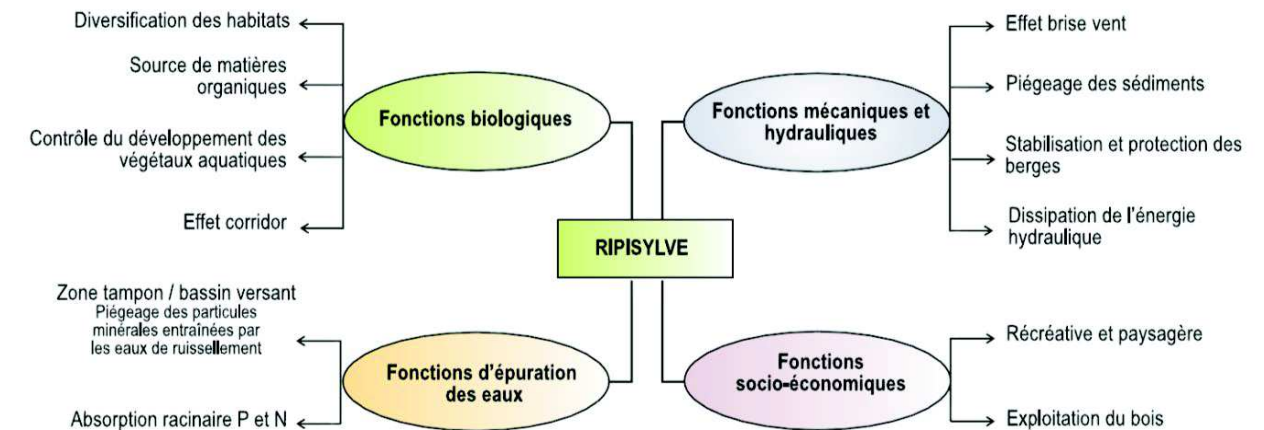 Diversification des habitats
Source de matières
organiques
Contrôle du développement des
végétaux aquatiques
Effet corridor
Fonctions biologiques
Fonctions mécaniques et
hydrauliques
Effet brise vent
Piégeage des sédiments
Stabilisation et protection des
berges
Dissipation de l'énergie
hydraulique
RIPISYLVE
Zone tampon / bassin versant
Piégeage des particules
minérales entraînées par
les eaux de ruissellement
Absorption racinaire P et N
Fonctions d'épuration
des eaux
Fonctions
socio-économiques
Récréative et paysagère
Exploitation du bois